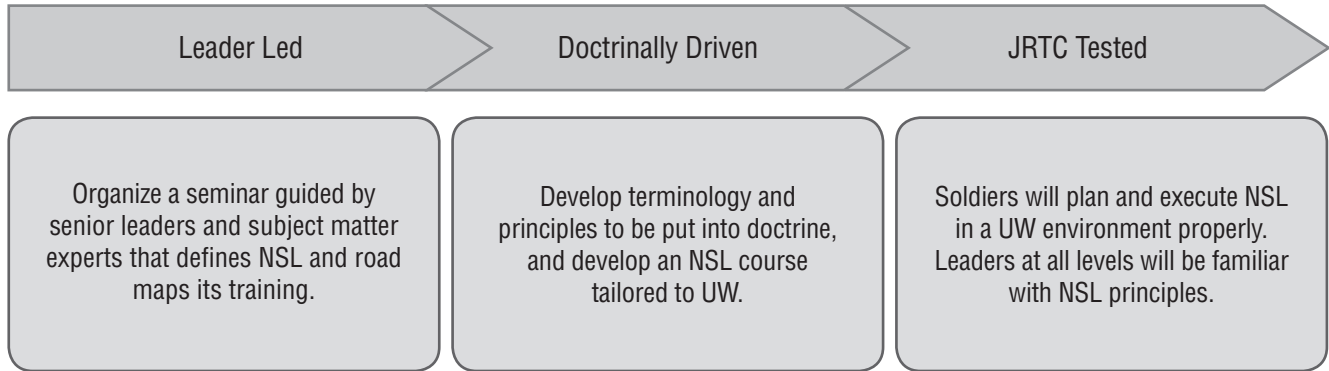 Leader Led
Doctrinally Driven
JRTC Tested
Organize a seminar guided by
senior leaders and subject matter
experts that defines NSL and road
maps its training.
Develop terminology and
principles to be put into doctrine,
and develop an NSL course
tailored to UW.
Soldiers will plan and execute NSL
in a UW environment properly.
Leaders at all levels will be familiar
with NSL principles.